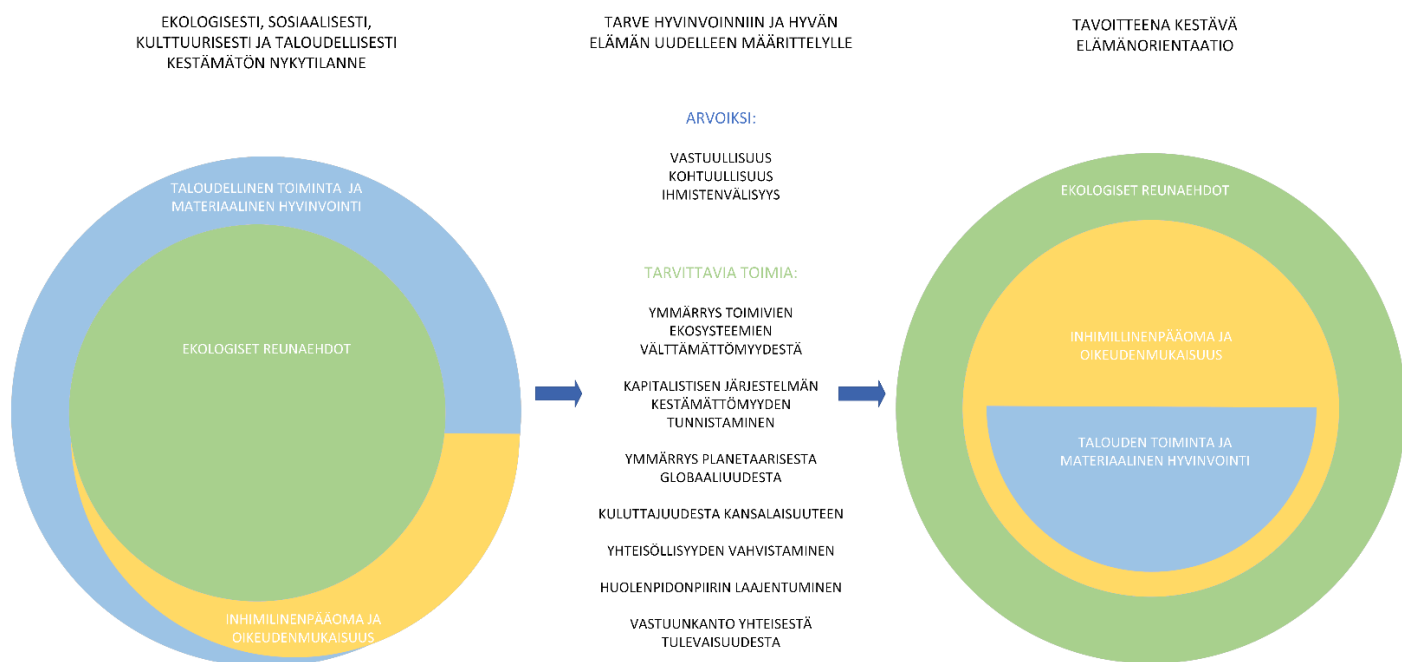 EKOLOGISESTI, SOSIAALISESTI,
KULTTUURISESTI JA TALOUDELLISESTI
KESTÄMÄTÖN NYKYTILANNE
TALOUDELLINEN TOIMINTA JA
MATERIAALINEN HYVINVOINTI
EKOLOGISET REUNAEHDOT
INHIMILINENPÄÄOMA JA
OIKEUDENMUKAISUUS
TARVE HYVINVOINNIIN JA HYVÄN
ELÄMÄN UUDELLEEN MÄÄRITTELYLLE
ARVOIKSI:
VASTUULLISUUS
KOHTUULLISUUS
IHMISTENVÄLISYYS
TARVITTAVIA TOIMIA:
YMMÄRRYS TOIMIVIEN
EKOSYSTEEMIEN
VÄLTTÄMÄTTÖMYYDESTÄ
KAPITALISTISEN JÄRJESTELMÄN
KESTÄMÄTTÖMYYDEN
TUNNISTAMINEN
YMMÄRRYS PLANETAARISESTA
GLOBAALIUUDESTA
KULUTTAJUUDESTA KANSALAISUUTEEN
YHTEISÖLLISYYDEN VAHVISTAMINEN
HUOLENPIDONPIIRIN LAAJENTUMINEN
VASTUUNKANTO YHTEISESTÄ
TULEVAISUUDESTA
TAVOITTEENA KESTÄVÄ
ELÄMÄNORIENTAATIO
EKOLOGISET REUNAEHDOT
INHIMILLINENPÄÄOMA JA
OIKEUDENMUKAISUUS
TALOUDEN TOIMINTA JA
MATERIAALINEN HYVINVOINTI